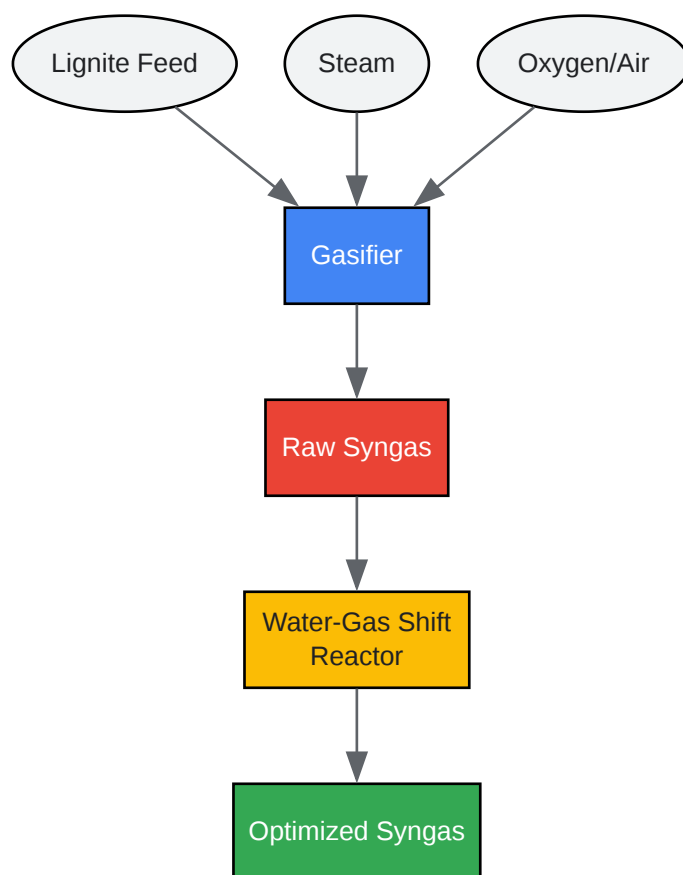 Lignite Feed
Steam
Oxygen/Air
Gasifier
Raw Syngas
Water-Gas Shift
Reactor
Optimized Syngas